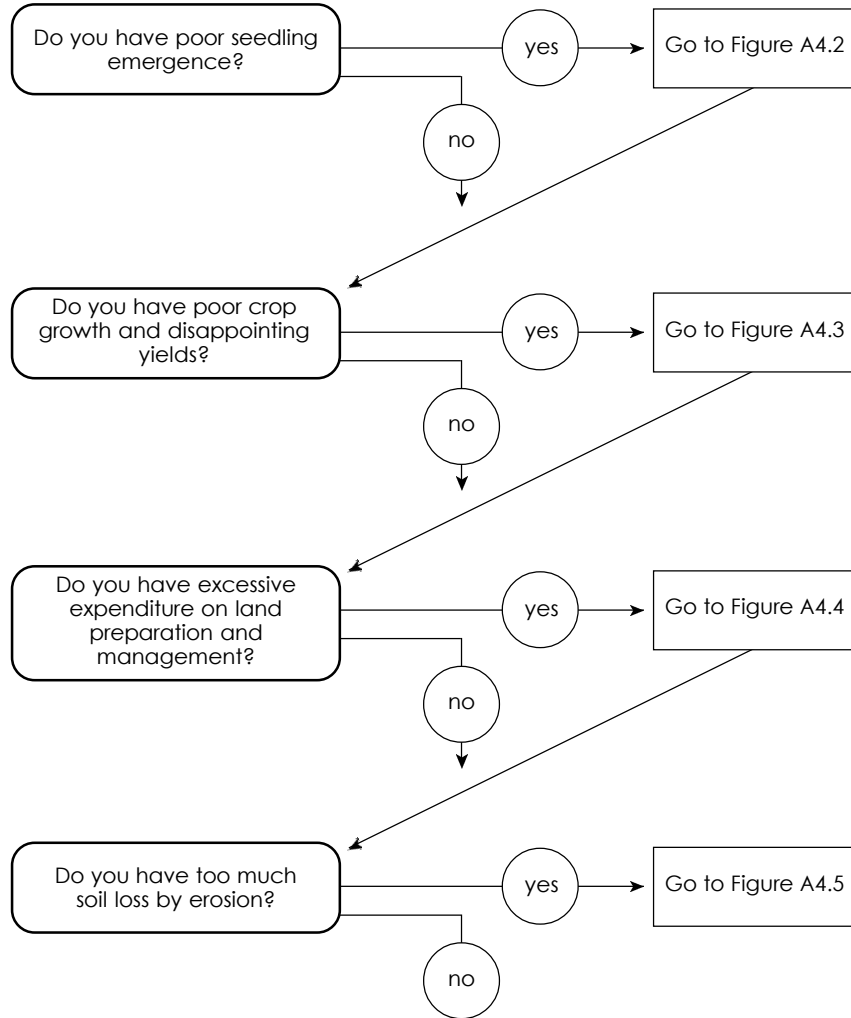 Do you have poor seedling
emergence?
yes
Go to Figure A4.2
no
Do you have poor crop
growth and disappointing
yields?
yes
Go to Figure A4.3
no
Do you have excessive
expenditure on land
preparation and
management?
yes
Go to Figure A4.4
no
Do you have too much
soil loss by erosion?
yes
Go to Figure A4.5
no